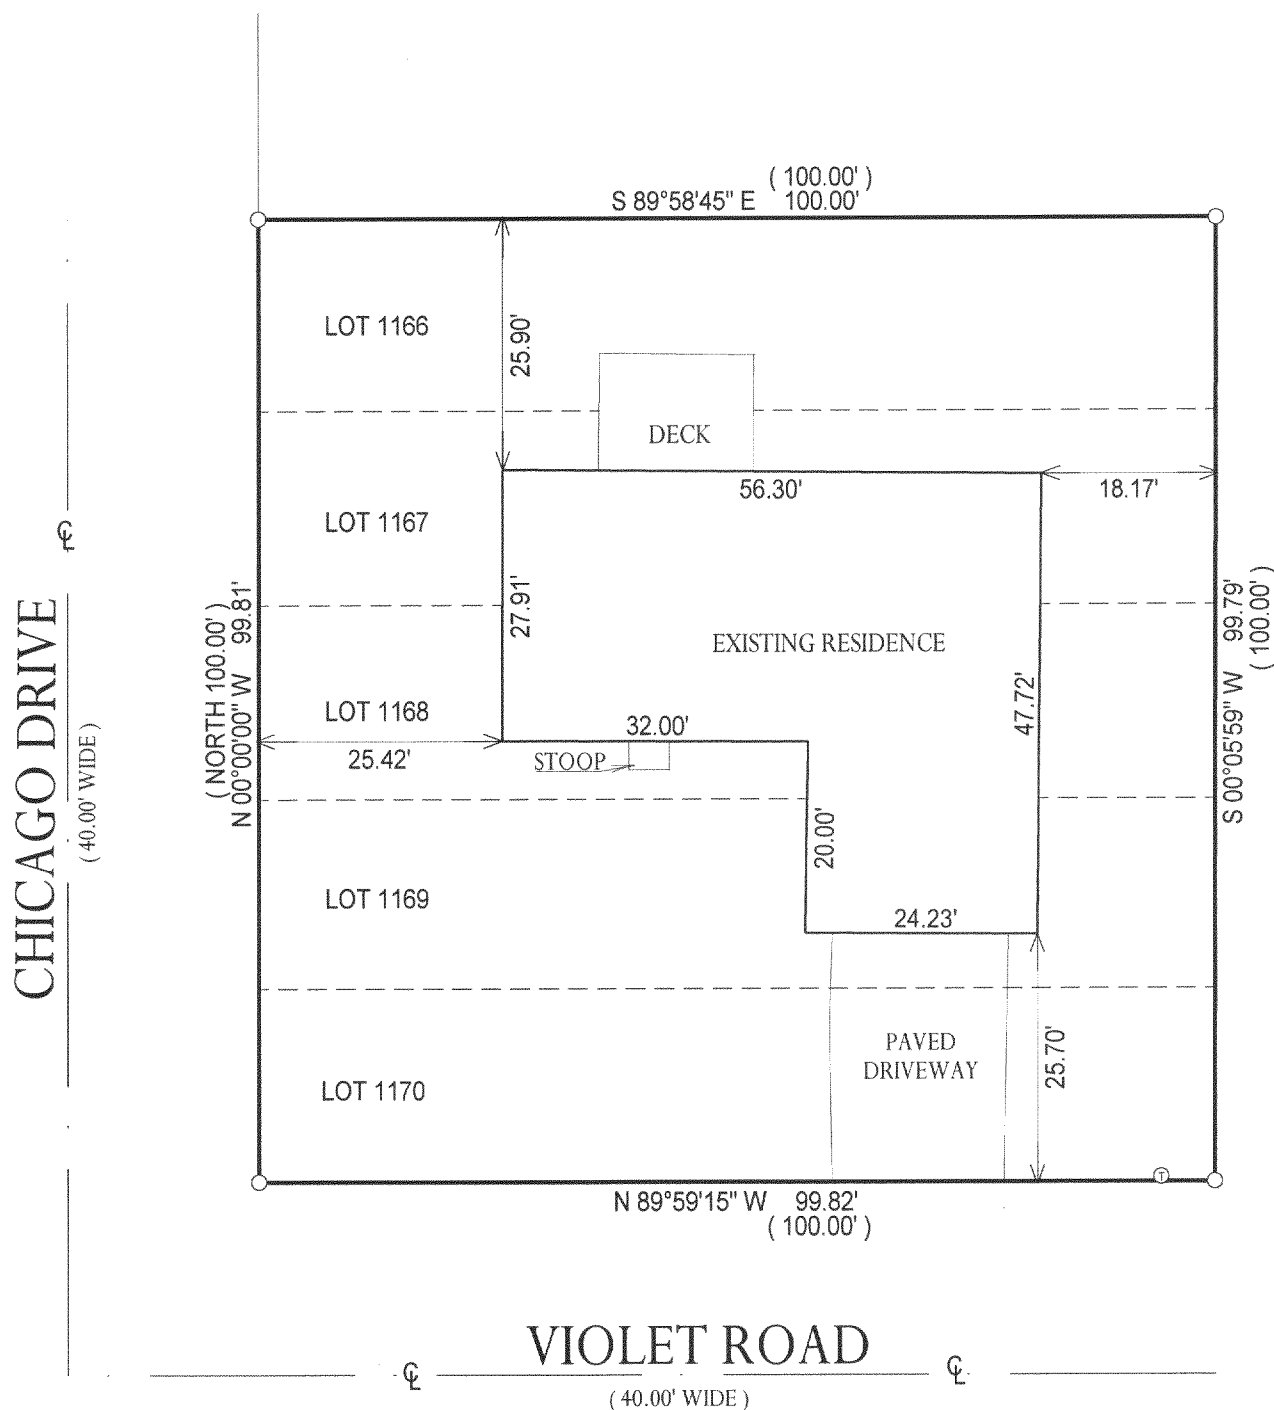 ( 100.00' )
S 89°58'45" E 100.00'
LOT 1166
25.90'
DECK
56.30'
18.17'
LOT 1167
27.91'
EXISTING RESIDENCE
47.72'
( NORTH 100.00' )
N 00°00'00" W 99.81'
S 00°05'59" W 99.79'
( 100.00' )
CHICAGO DRIVE
( 40.00' WIDE )
℄
LOT 1168
25.42'
32.00'
STOOP
20.00'
LOT 1169
24.23'
PAVED
DRIVEWAY
25.70'
LOT 1170
T
N 89°59'15" W 99.82'
( 100.00' )
VIOLET ROAD
℄
℄
( 40.00' WIDE )